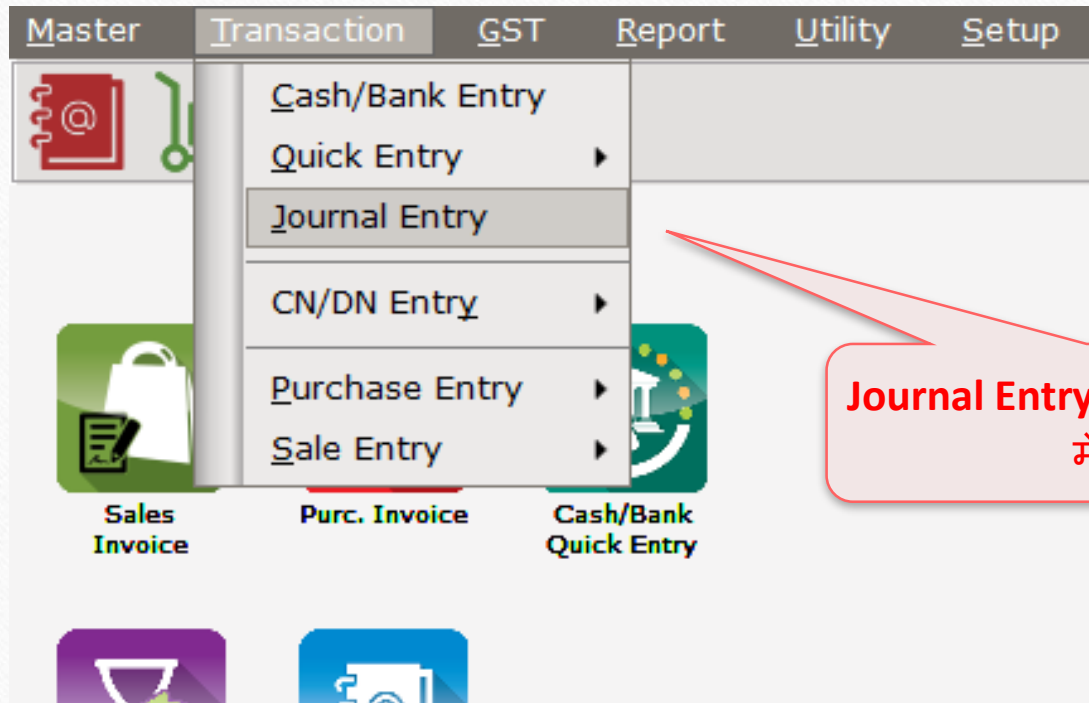 Master Transaction GST Report Utility Setup
Cash/Bank Entry
Quick Entry
Journal Entry
CN/DN Entry
Purchase Entry
Sale Entry
Journal Entry
Sales
Invoice
Purc. Invoice
Cash/Bank
Quick Entry